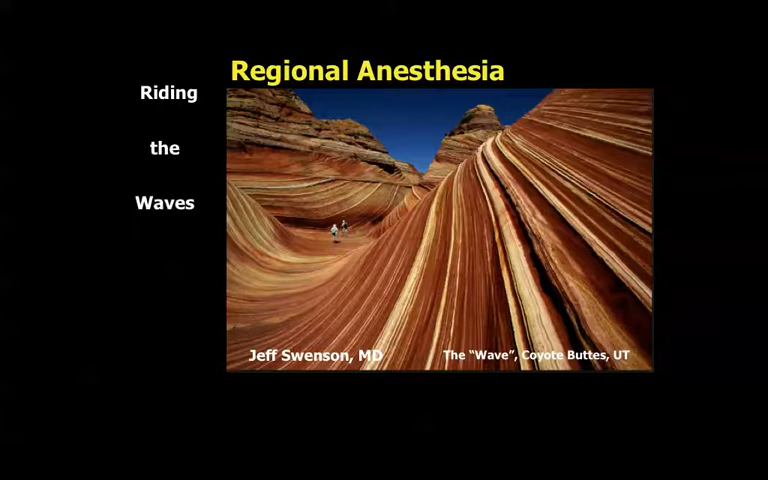 Regional Anesthesia
Riding
the
Waves
Jeff Swenson, MD
The “Wave”, Coyote Buttes, UT